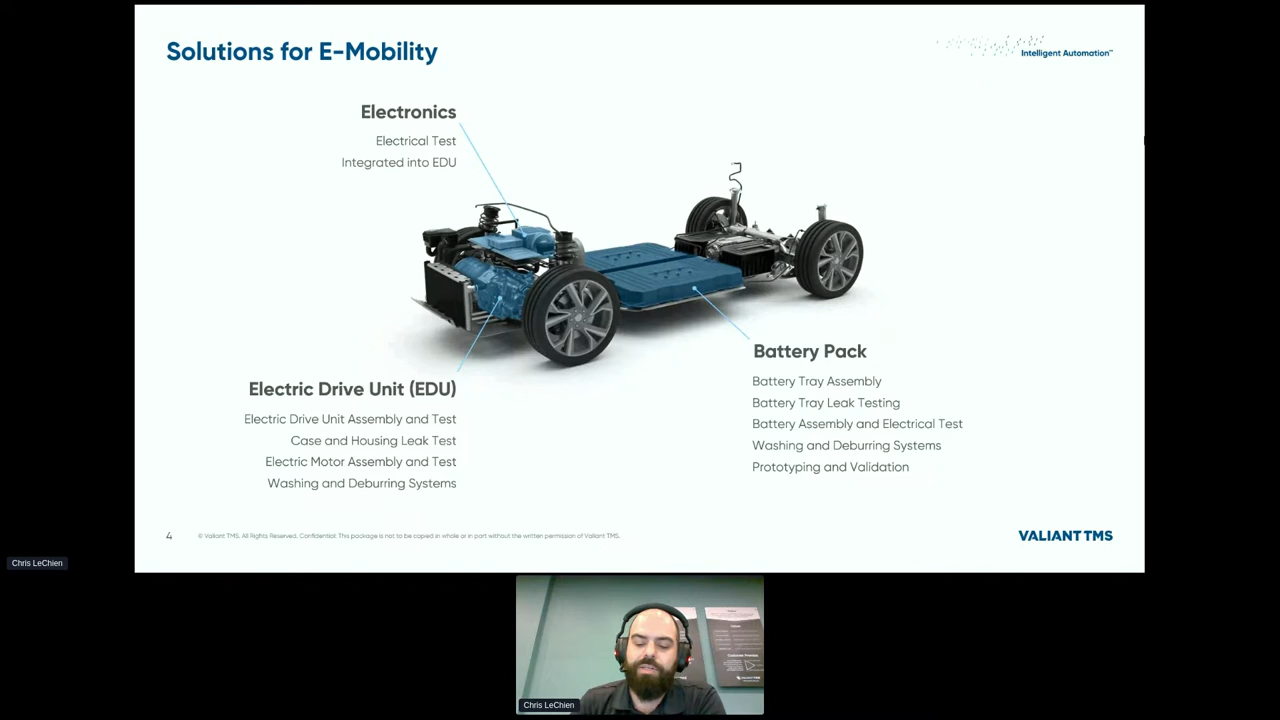 Solutions for E-Mobility
Intelligent Automation™
Electronics
Electrical Test
Integrated into EDU
Battery Pack
Battery Tray Assembly
Battery Tray Leak Testing
Battery Assembly and Electrical Test
Washing and Deburring Systems
Prototyping and Validation
Electric Drive Unit (EDU)
Electric Drive Unit Assembly and Test
Case and Housing Leak Test
Electric Motor Assembly and Test
Washing and Deburring Systems
4
© Valiant TMS. All Rights Reserved. Confidential: This package is not to be copied in whole or in part without the written permission of Valiant TMS.
VALIANT TMS
Chris LeChien
Customer Promise
VALIANT TMS
Chris LeChien